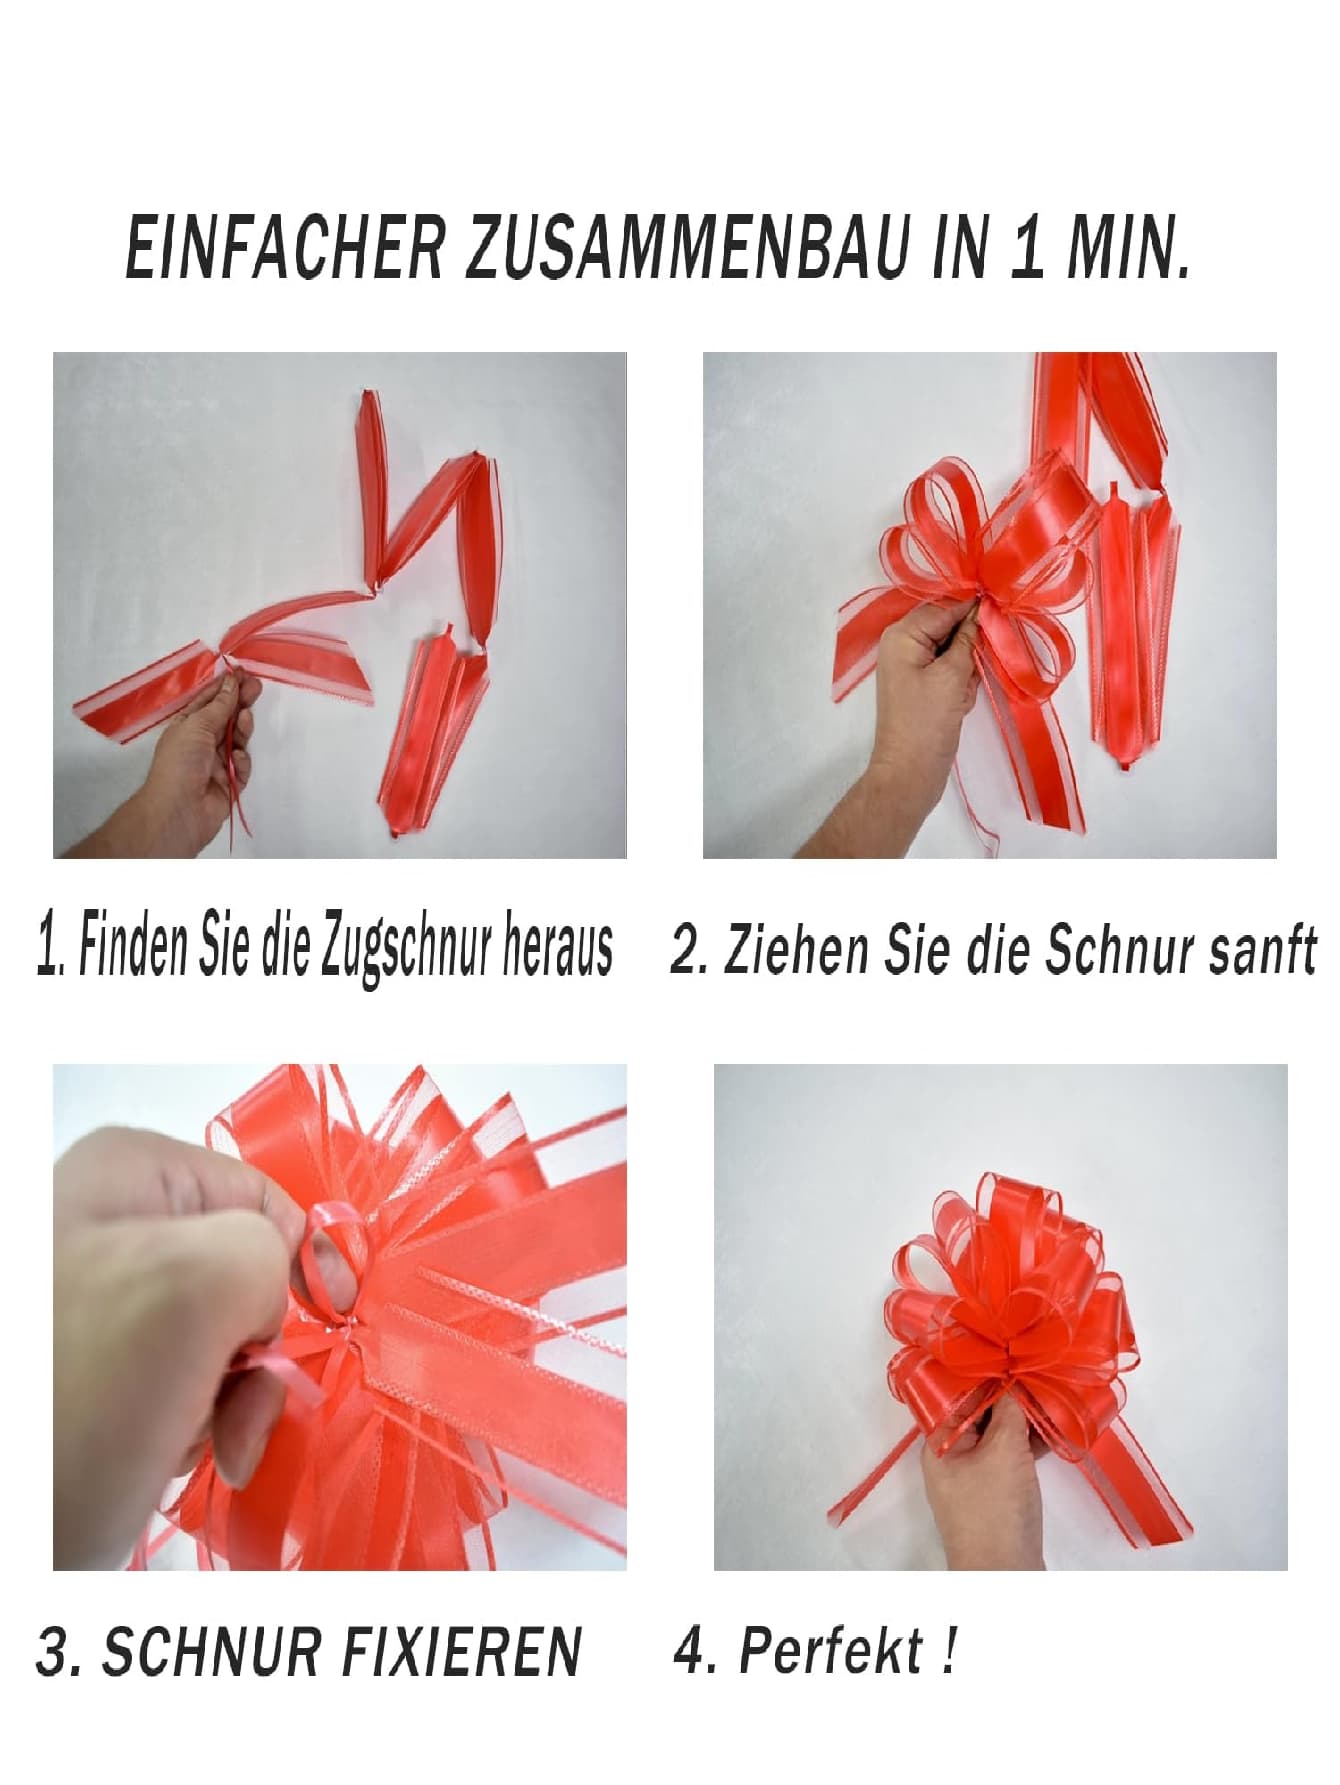 EINFACHER ZUSAMMENBAU IN 1 MIN.
1. Finden Sie die Zugschnur heraus
2. Ziehen Sie die Schnur sanft
3. SCHNUR FIXIEREN
4. Perfekt !